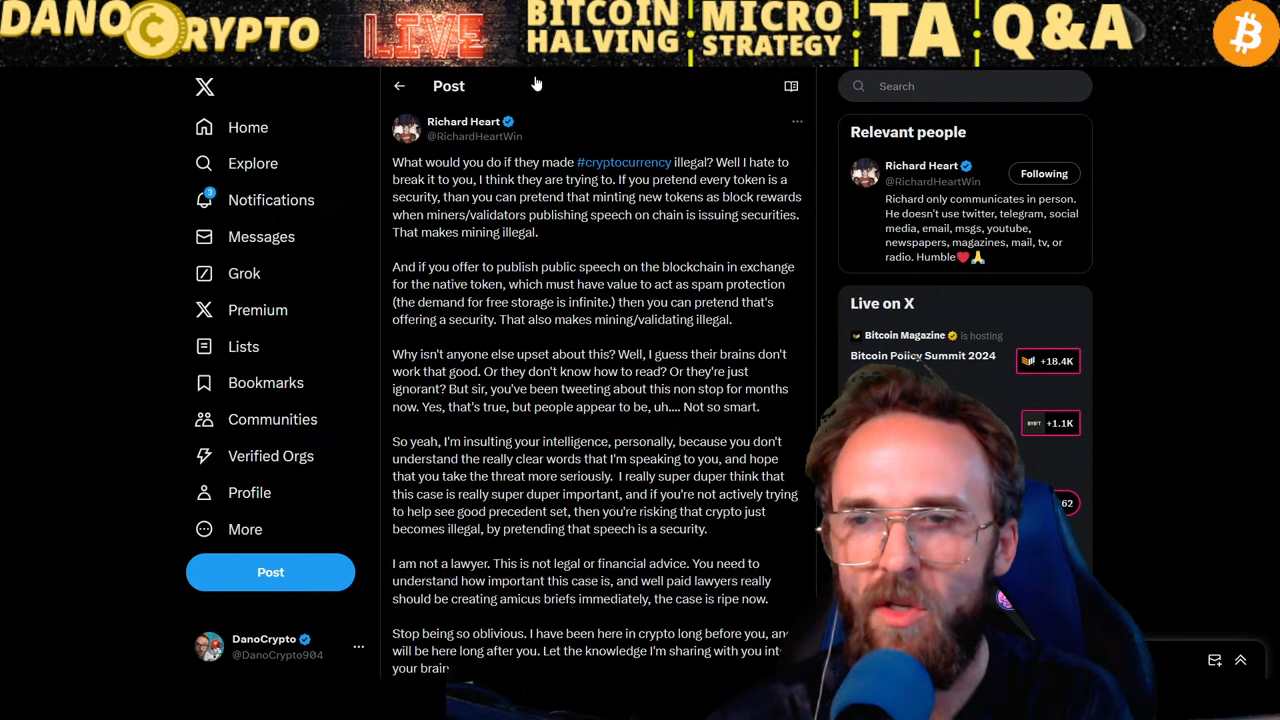 DANO CRYPTO
LIVE
BITCOIN
HALVING
MICRO
STRATEGY
TA
Q&A
Post
Search
Home
Explore
3
Notifications
Messages
Grok
Premium
Lists
Bookmarks
Communities
Verified Orgs
Profile
More
Post
DanoCrypto
@DanoCrypto904
Richard Heart
@RichardHeartWin
What would you do if they made #cryptocurrency illegal? Well I hate to
break it to you, I think they are trying to. If you pretend every token is a
security, than you can pretend that minting new tokens as block rewards
when miners/validators publishing speech on chain is issuing securities.
That makes mining illegal.
And if you offer to publish public speech on the blockchain in exchange
for the native token, which must have value to act as spam protection
(the demand for free storage is infinite.) then you can pretend that's
offering a security. That also makes mining/validating illegal.
Why isn't anyone else upset about this? Well, I guess their brains don't
work that good. Or they don't know how to read? Or they're just
ignorant? But sir, you've been tweeting about this non stop for months
now. Yes, that's true, but people appear to be, uh.... Not so smart.
So yeah, I'm insulting your intelligence, personally, because you don't
understand the really clear words that I'm speaking to you, and hope
that you take the threat more seriously. I really super duper think that
this case is really super duper important, and if you're not actively trying
to help see good precedent set, then you're risking that crypto just
becomes illegal, by pretending that speech is a security.
I am not a lawyer. This is not legal or financial advice. You need to
understand how important this case is, and well paid lawyers really
should be creating amicus briefs immediately, the case is ripe now.
Stop being so oblivious. I have been here in crypto long before you, and
will be here long after you. Let the knowledge I'm sharing with you
your brain
Relevant people
Richard Heart
@RichardHeartWin
Following
Richard only communicates in person.
He doesn't use twitter, telegram, social
media, email, msgs, youtube,
newspapers, magazines, mail, tv, or
radio. Humble❤️🙏
Live on X
Bitcoin Magazine is hosting
Bitcoin Policy Summit 2024
+18.4K
BYBIT +1.1K
62